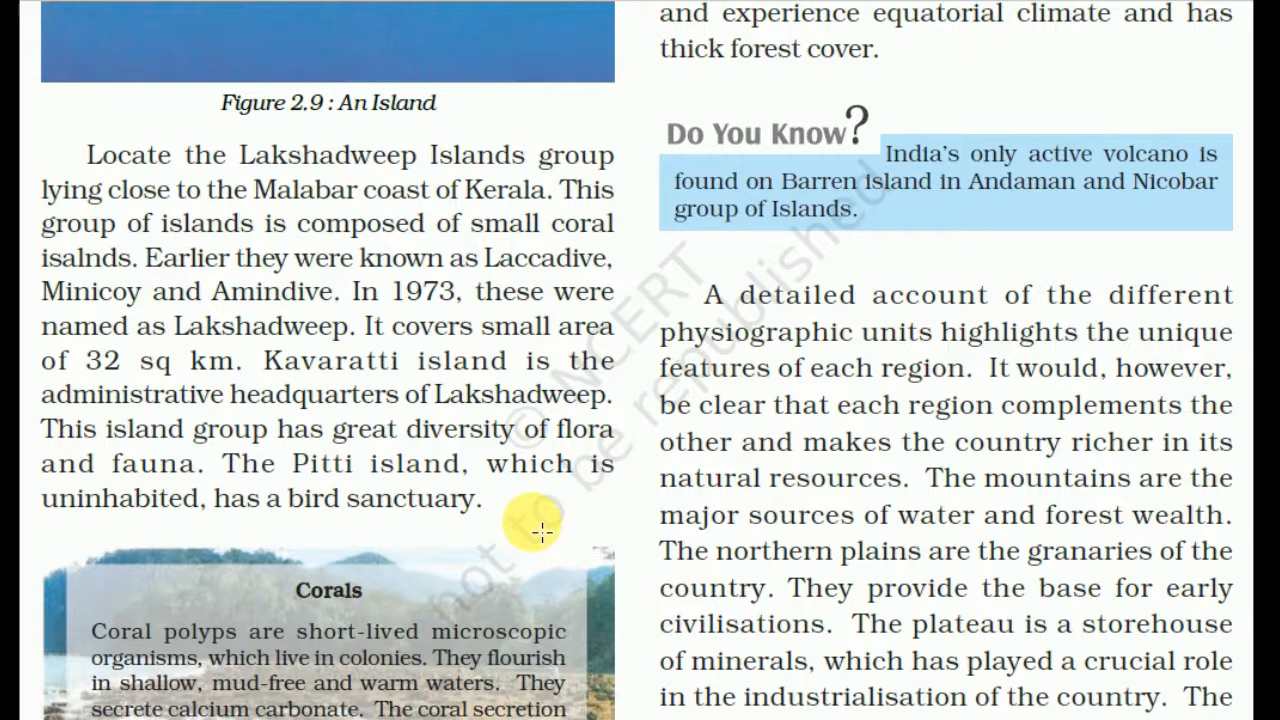 Figure 2.9 : An Island
Locate the Lakshadweep Islands group
lying close to the Malabar coast of Kerala. This
group of islands is composed of small coral
isalnds. Earlier they were known as Laccadive,
Minicoy and Amindive. In 1973, these were
named as Lakshadweep. It covers small area
of 32 sq km. Kavaratti island is the
administrative headquarters of Lakshadweep.
This island group has great diversity of flora
and fauna. The Pitti island, which is
uninhabited, has a bird sanctuary.
Corals
Coral polyps are short-lived microscopic
organisms, which live in colonies. They flourish
in shallow, mud-free and warm waters. They
secrete calcium carbonate. The coral secretion
and experience equatorial climate and has
thick forest cover.
Do You Know?
India's only active volcano is
found on Barren island in Andaman and Nicobar
group of Islands.
A detailed account of the different
physiographic units highlights the unique
features of each region. It would, however,
be clear that each region complements the
other and makes the country richer in its
natural resources. The mountains are the
major sources of water and forest wealth.
The northern plains are the granaries of the
country. They provide the base for early
civilisations. The plateau is a storehouse
of minerals, which has played a crucial role
in the industrialisation of the country. The
© NCERT
not to be republished